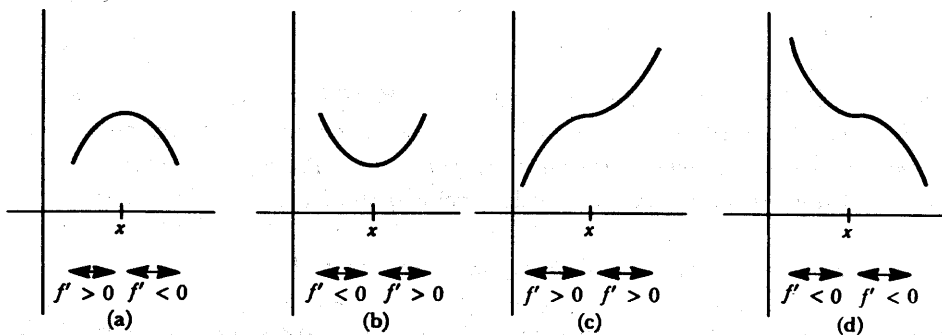 x x x x
f′ > 0 f′ < 0 f′ < 0 f′ > 0 f′ > 0 f′ > 0 f′ < 0 f′ < 0
(a) (b) (c) (d)